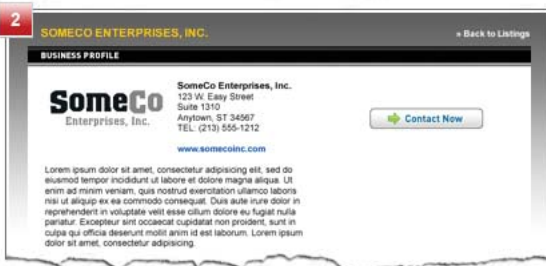 2
SOMECO ENTERPRISES, INC.
» Back to Listings
BUSINESS PROFILE
SomeCo
Enterprises, Inc.
SomeCo Enterprises, Inc.
123 W. Easy Street
Suite 1310
Anytown, ST 34567
TEL: (213) 555-1212
www.somecoinc.com
Contact Now
Lorem ipsum dolor sit amet, consectetur adipisicing elit, sed do
eiusmod tempor incididunt ut labore et dolore magna aliqua. Ut
enim ad minim veniam, quis nostrud exercitation ullamco laboris
nisi ut aliquip ex ea commodo consequat. Duis aute irure dolor in
reprehenderit in voluptate velit esse cillum dolore eu fugiat nulla
pariatur. Excepteur sint occaecat cupidatat non proident, sunt in
culpa qui officia deserunt mollit anim id est laborum. Lorem ipsum
dolor sit amet, consectetur adipisicing.